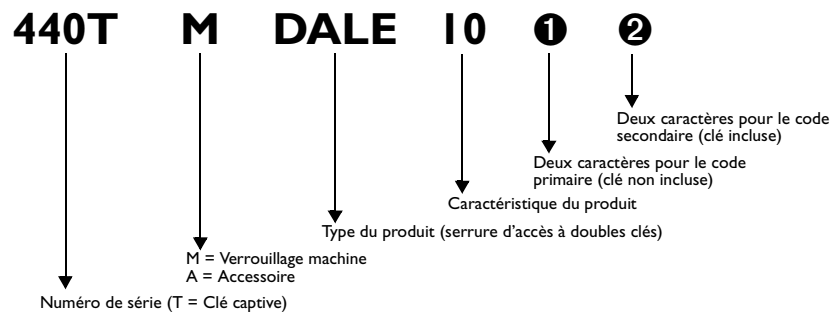 440T M DALE 10 ❶ ❷
Deux caractères pour le code
secondaire (clé incluse)
Deux caractères pour le code
primaire (clé non incluse)
Caractéristique du produit
Type du produit (serrure d'accès à doubles clés)
M = Verrouillage machine
A = Accessoire
Numéro de série (T = Clé captive)